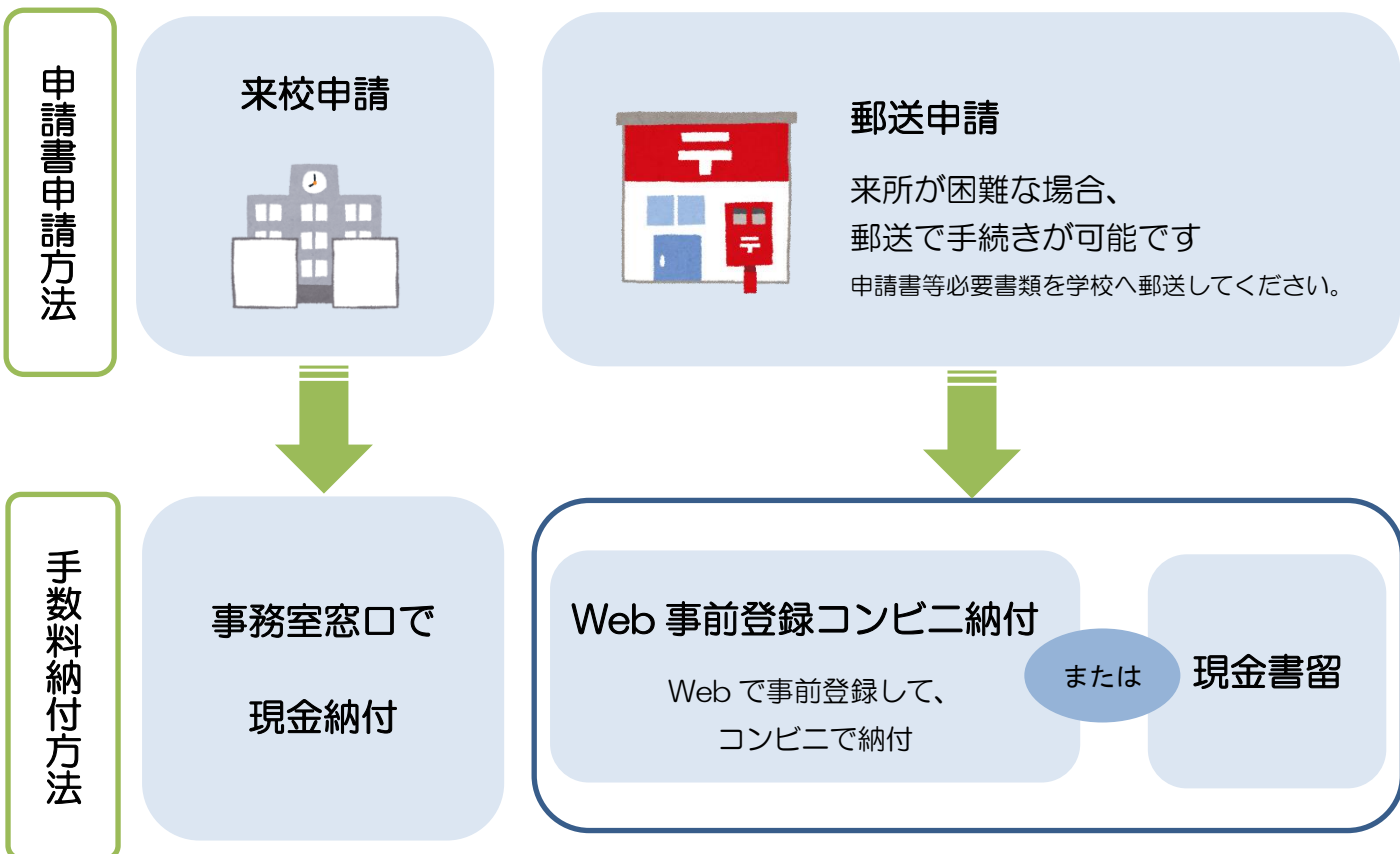 申請書申請方法
来校申請
郵送申請
来所が困難な場合、
郵送で手続きが可能です
申請書等必要書類を学校へ郵送してください。
手数料納付方法
事務室窓口で
現金納付
Web 事前登録コンビニ納付
Web で事前登録して、
コンビニで納付
または
現金書留